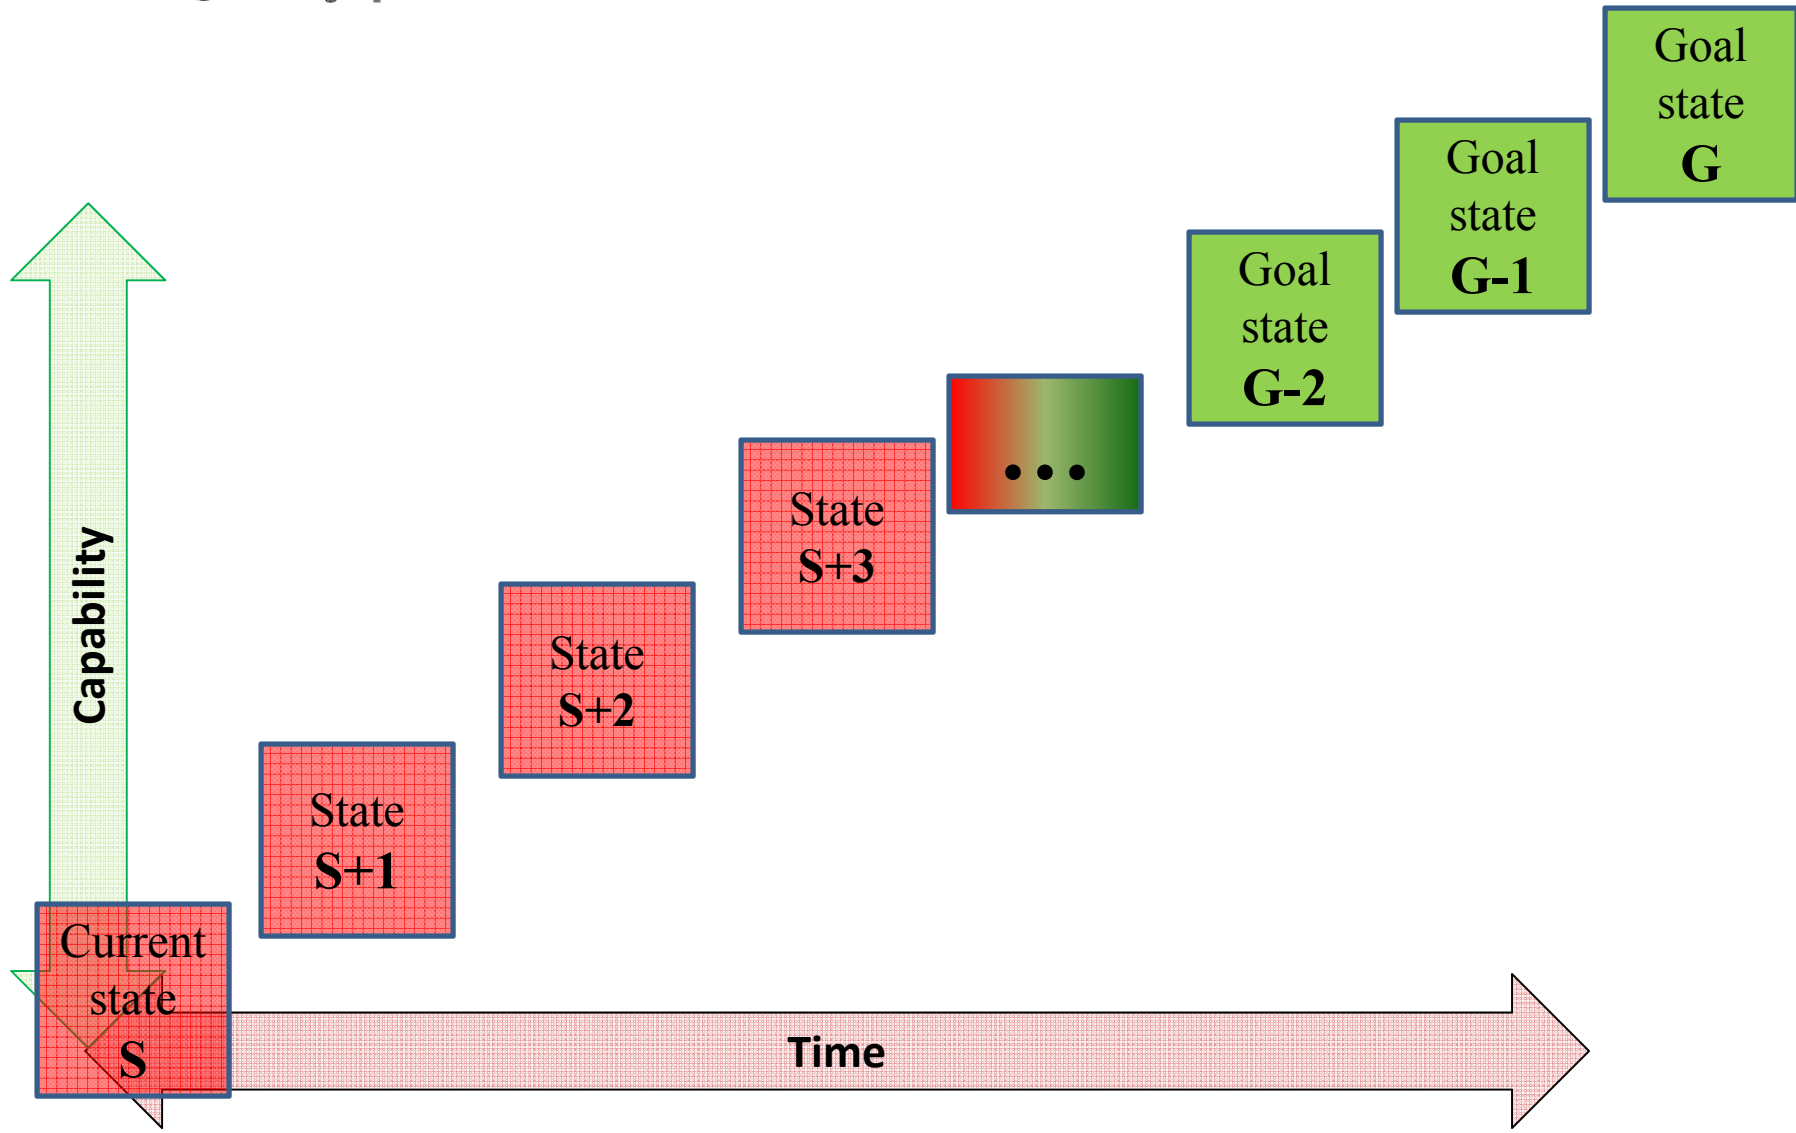 Goal
state
G
Goal
state
G-1
Goal
state
G-2
...
State
S+3
State
S+2
State
S+1
Current
state
S
Capability
Time